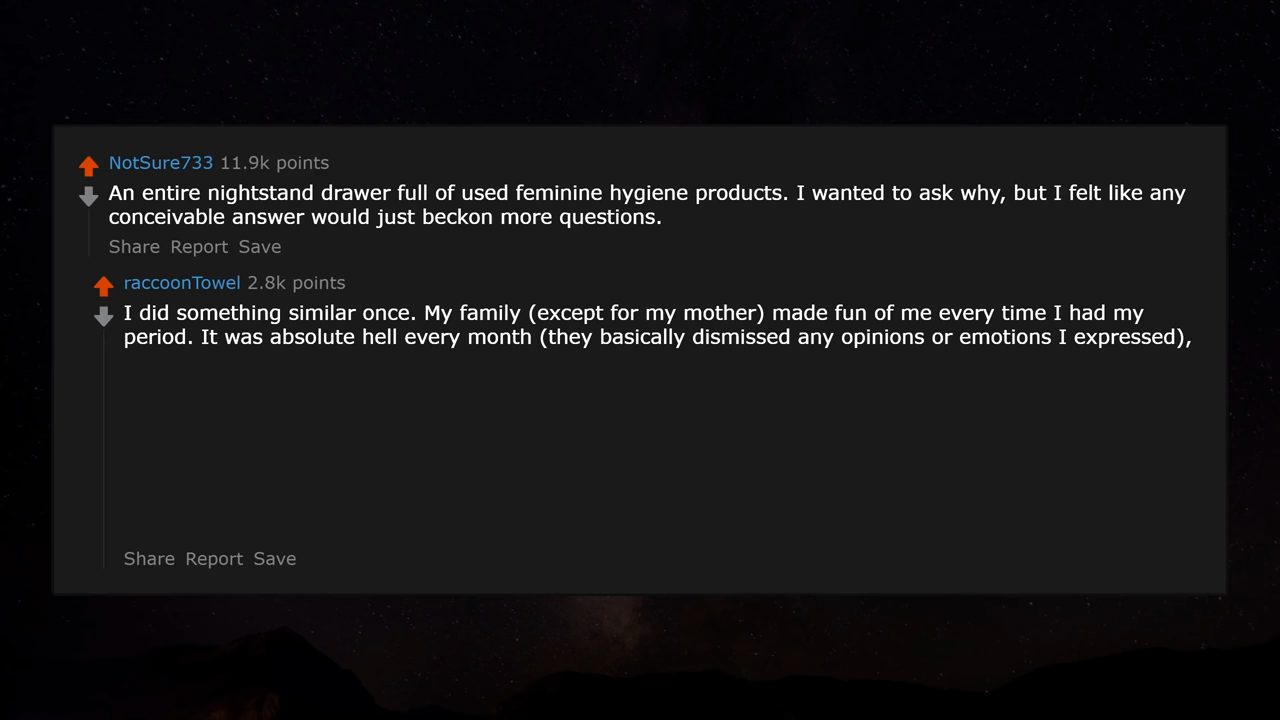 NotSure733 11.9k points
An entire nightstand drawer full of used feminine hygiene products. I wanted to ask why, but I felt like any
conceivable answer would just beckon more questions.
Share Report Save
raccoonTowel 2.8k points
I did something similar once. My family (except for my mother) made fun of me every time I had my
period. It was absolute hell every month (they basically dismissed any opinions or emotions I expressed),
Share Report Save